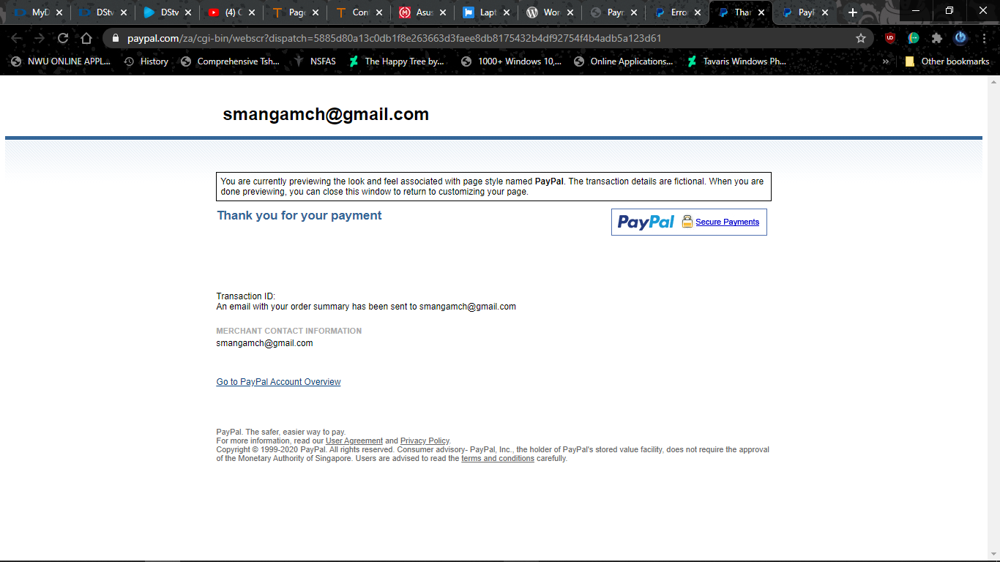 MyD
DStv
DStv
(4) C
Page
Con
Asus
Lapt
Wor
Payn
Erro
Thar
PayF
paypal.com/za/cgi-bin/webscr?dispatch=5885d80a13c0db1f8e263663d3faee8db8175432b4df92754f4b4adb5a123d61
NWU ONLINE APPL...
History
Comprehensive Tsh...
NSFAS
The Happy Tree by...
1000+ Windows 10,...
Online Applications...
Tavaris Windows Ph...
»
Other bookmarks
smangamch@gmail.com
You are currently previewing the look and feel associated with page style named PayPal. The transaction details are fictional. When you are
done previewing, you can close this window to return to customizing your page.
Thank you for your payment
PayPal Secure Payments
Transaction ID:
An email with your order summary has been sent to smangamch@gmail.com
MERCHANT CONTACT INFORMATION
smangamch@gmail.com
Go to PayPal Account Overview
PayPal. The safer, easier way to pay.
For more information, read our User Agreement and Privacy Policy.
Copyright © 1999-2020 PayPal. All rights reserved. Consumer advisory- PayPal, Inc., the holder of PayPal's stored value facility, does not require the approval
of the Monetary Authority of Singapore. Users are advised to read the terms and conditions carefully.